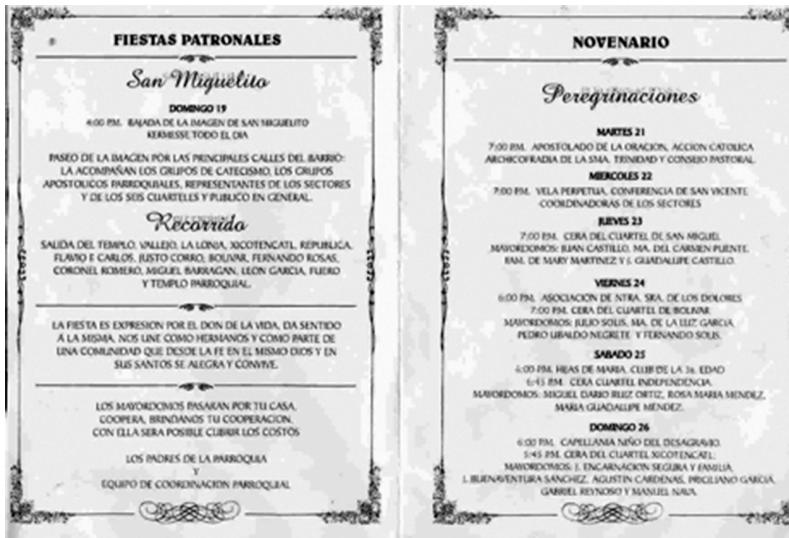 FIESTAS PATRONALES
San Miguelito
DOMINGO 19
4:00 P.M. BAJADA DE LA IMAGEN DE SAN MIGUELITO
KERMESSE TODO EL DIA
PASEO DE LA IMAGEN POR LAS PRINCIPALES CALLES DEL BARRIO:
LA ACOMPAÑAN LOS GRUPOS DE CATECISMO, LOS GRUPOS
APOSTOLICOS PARROQUIALES, REPRESENTANTES DE LOS SECTORES
Y DE LOS SEIS CUARTELES Y PUBLICO EN GENERAL.
Recorrido
SALIDA DEL TEMPLO, VALLEJO, LA LONJA, XICOTENCATL, REPUBLICA,
FLAVIO F. CARLOS, JUSTO CORRO, BOLIVAR, FERNANDO ROSAS,
CORONEL ROMERO, MIGUEL BARRAGAN, LEON GARCIA, FUERO
Y TEMPLO PARROQUIAL.
LA FIESTA ES EXPRESION POR EL DON DE LA VIDA, DA SENTIDO
A LA MISMA, NOS UNE COMO HERMANOS Y COMO PARTE DE
UNA COMUNIDAD QUE DESDE LA FE EN EL MISMO DIOS Y EN
SUS SANTOS SE ALEGRA Y CONVIVE.
LOS MAYORDOMOS PASARAN POR TU CASA,
COOPERA, BRINDANOS TU COOPERACION,
CON ELLA SERA POSIBLE CUBRIR LOS COSTOS
LOS PADRES DE LA PARROQUIA
Y
EQUIPO DE COORDINACION PARROQUIAL
NOVENARIO
Peregrinaciones
MARTES 21
7:00 P.M. APOSTOLADO DE LA ORACION, ACCION CATOLICA
ARCHICOFRADIA DE LA SMA. TRINIDAD Y CONSEJO PASTORAL.
MIERCOLES 22
7:00 P.M. VELA PERPETUA, CONFERENCIA DE SAN VICENTE
COORDINADORAS DE LOS SECTORES
JUEVES 23
7:00 P.M. CERA DEL CUARTEL DE SAN MIGUEL
MAYORDOMOS: JUAN CASTILLO, MA. DEL CARMEN PUENTE,
FAM. DE MARY MARTINEZ Y J. GUADALUPE CASTILLO.
VIERNES 24
6:00 P.M. ASOCIACION DE NTRA. SRA. DE LOS DOLORES
7:00 P.M. CERA DEL CUARTEL DE BOLIVAR
MAYORDOMOS: JULIO SOLIS, MA. DE LA LUZ GARCIA,
PEDRO UBALDO NEGRETE Y FERNANDO SOLIS.
SABADO 25
6:00 P.M. HIJAS DE MARIA, CLUB DE LA 3a. EDAD
6:45 P.M. CERA CUARTEL INDEPENDENCIA.
MAYORDOMOS: MIGUEL DARIO RUIZ ORTIZ, ROSA MARIA MENDEZ,
MARIA GUADALUPE MENDEZ.
DOMINGO 26
6:00 P.M. CAPELLANIA NIÑO DEL DESAGRAVIO.
5:45 P.M. CERA DEL CUARTEL XICOTENCATL:
MAYORDOMOS: J. ENCARNACION SEGURA Y FAMILIA,
J. BUENAVENTURA SANCHEZ, AGUSTIN CARDENAS, PRICILIANO GARCIA,
GABRIEL REYNOSO Y MANUEL NAVA.